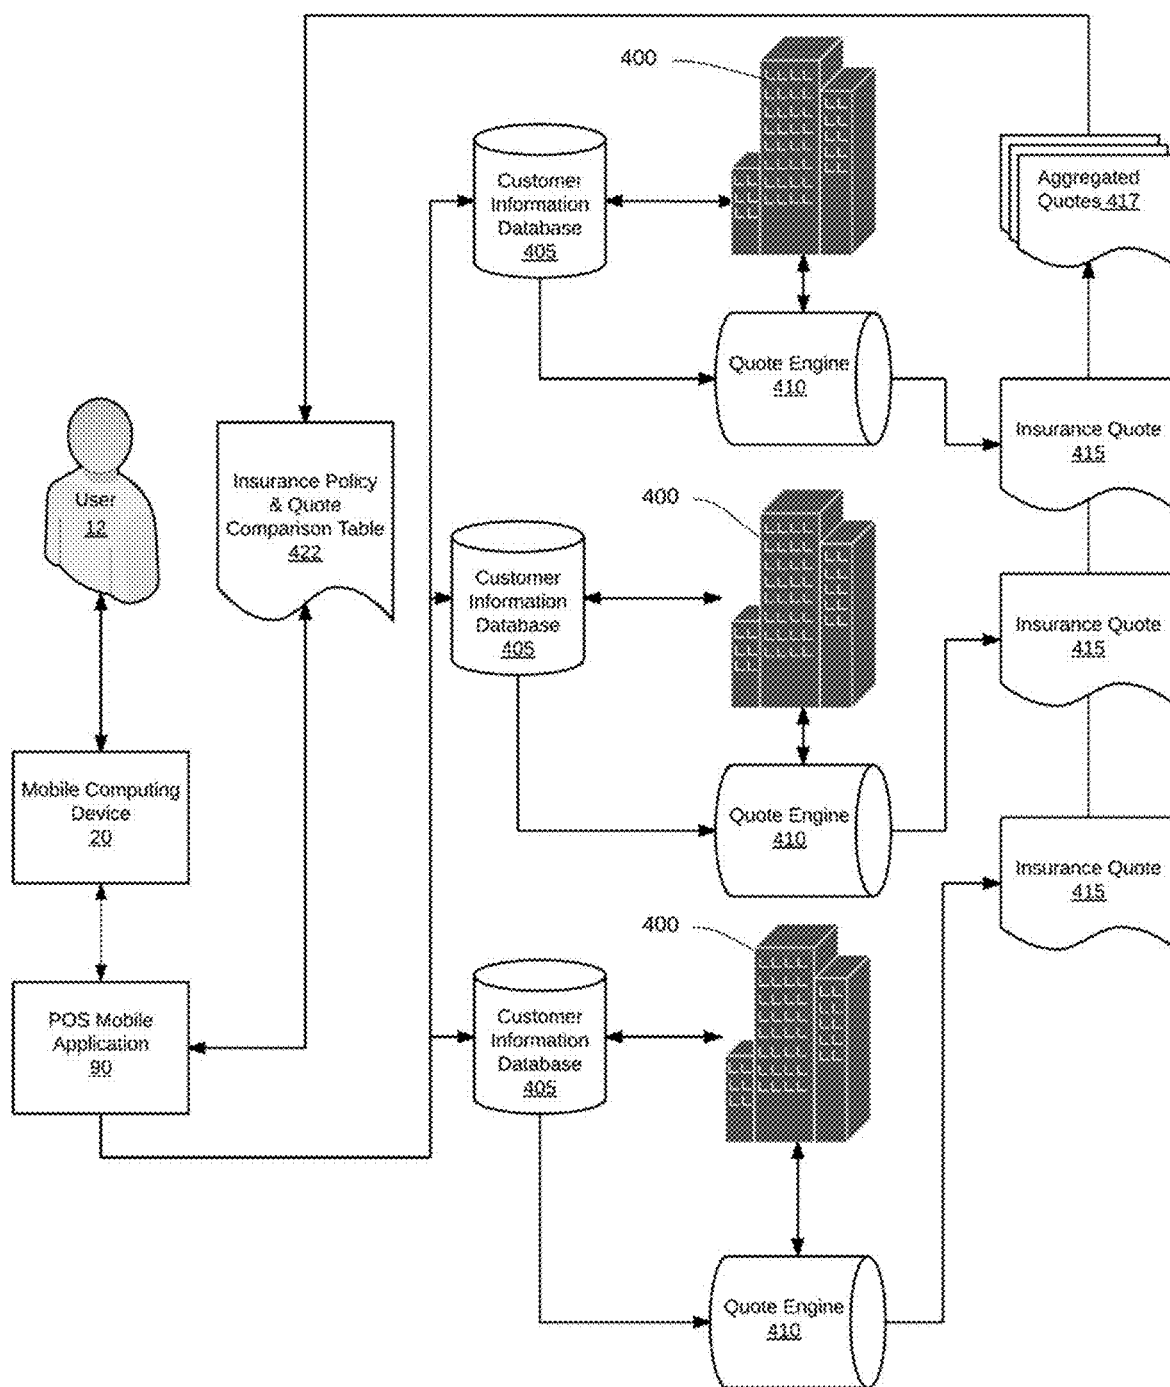 400
Customer
Information
Database
405
Aggregated
Quotes 417
Quote Engine
410
Insurance Quote
415
User
12
Insurance Policy
& Quote
Comparison Table
422
400
Customer
Information
Database
405
Insurance Quote
415
Mobile Computing
Device
20
Quote Engine
410
Insurance Quote
415
400
POS Mobile
Application
90
Customer
Information
Database
405
Quote Engine
410